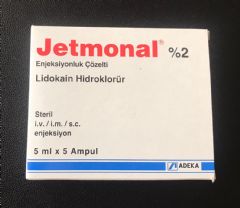 Jetmonal® %2
Enjeksiyonluk Çözelti
Lidokain Hidroklorür
Steril
i.v. / i.m. / s.c.
enjeksiyon
5 ml x 5 Ampul
ADEKA